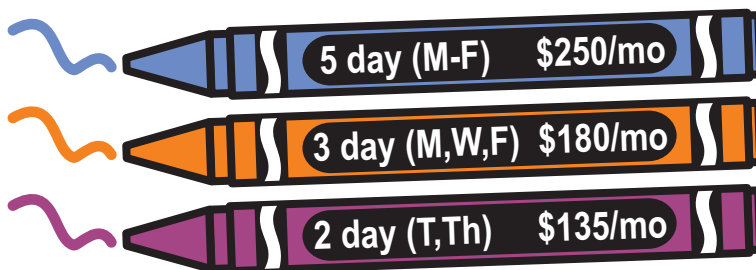 5 day (M-F) $250/mo
3 day (M,W,F) $180/mo
2 day (T,Th) $135/mo